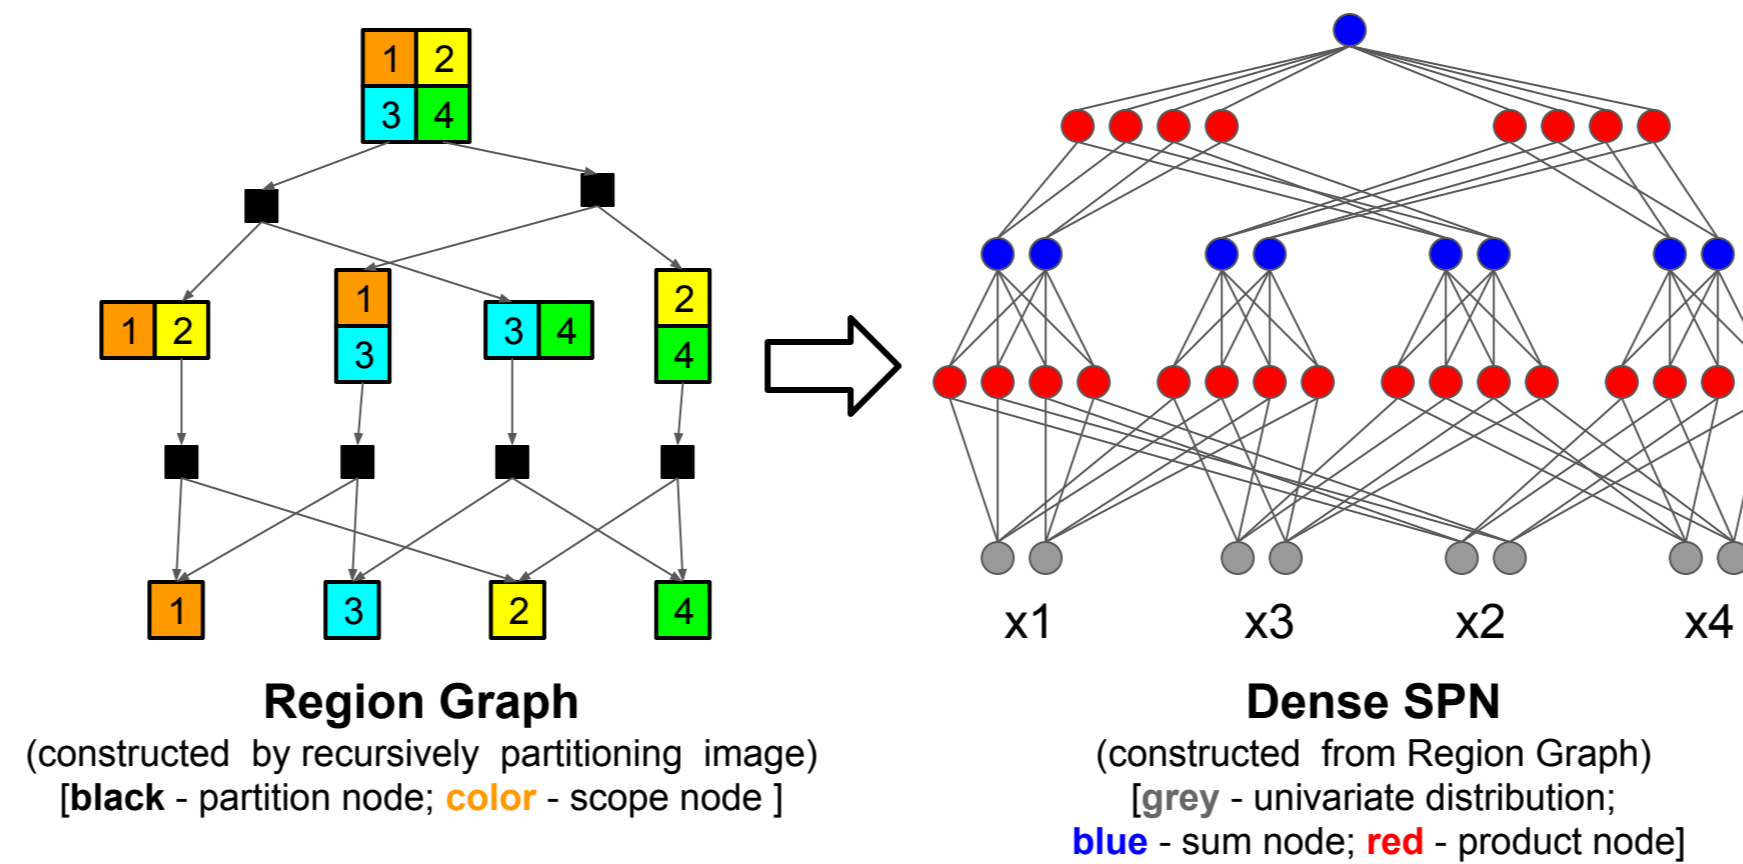 1 2
3 4
1 2
1
3
3 4
2
4
1 3 2 4
x1 x3 x2 x4
Region Graph
(constructed by recursively partitioning image)
[black - partition node; color - scope node ]
Dense SPN
(constructed from Region Graph)
[grey - univariate distribution;
blue - sum node; red - product node]